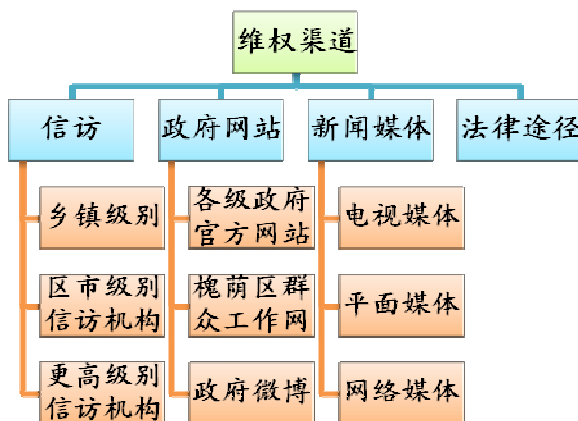 维权渠道
信访
政府网站
新闻媒体
法律途径
乡镇级别
各级政府
官方网站
电视媒体
区市级别
信访机构
槐荫区群
众工作网
平面媒体
更高级别
信访机构
政府微博
网络媒体